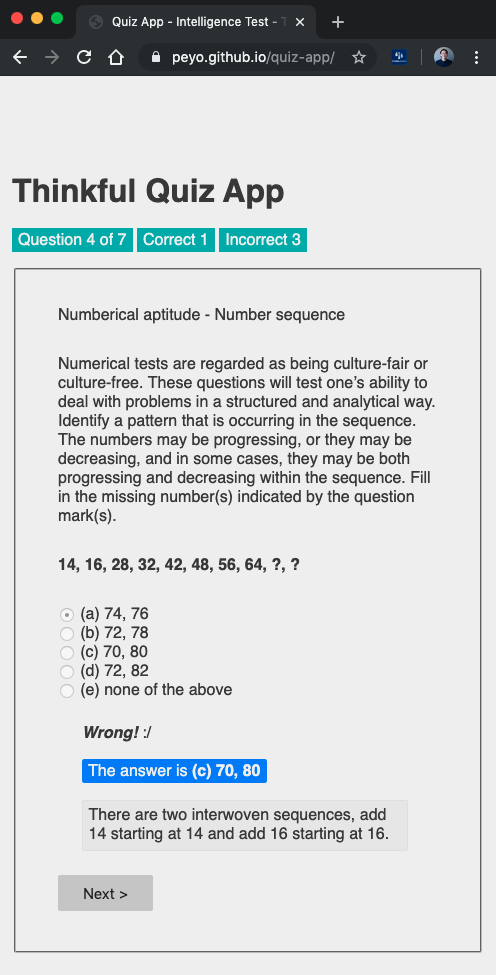 Quiz App - Intelligence Test - T
peyo.github.io/quiz-app/
Thinkful Quiz App
Question 4 of 7 Correct 1 Incorrect 3
Numberical aptitude - Number sequence
Numerical tests are regarded as being culture-fair or
culture-free. These questions will test one's ability to
deal with problems in a structured and analytical way.
Identify a pattern that is occurring in the sequence.
The numbers may be progressing, or they may be
decreasing, and in some cases, they may be both
progressing and decreasing within the sequence. Fill
in the missing number(s) indicated by the question
mark(s).
14, 16, 28, 32, 42, 48, 56, 64, ?, ?
(a) 74, 76
(b) 72, 78
(c) 70, 80
(d) 72, 82
(e) none of the above
Wrong! :/
The answer is (c) 70, 80
There are two interwoven sequences, add
14 starting at 14 and add 16 starting at 16.
Next >